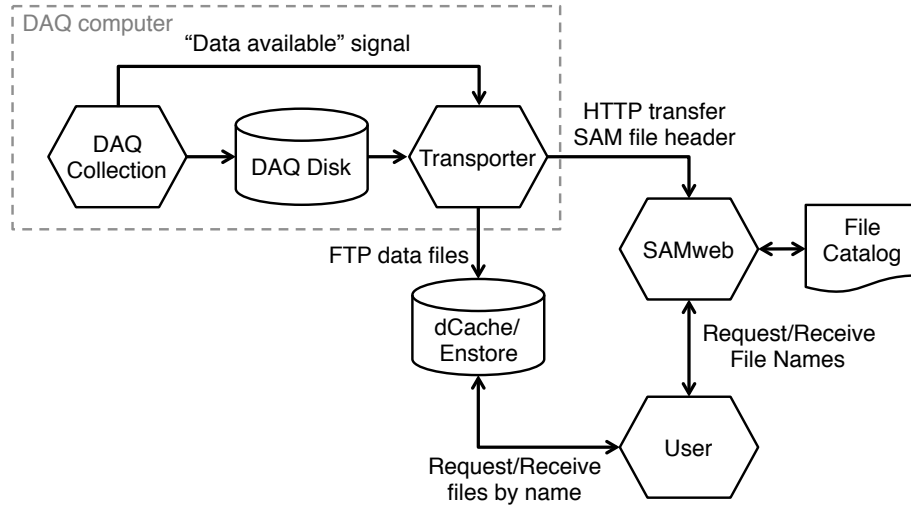 DAQ computer
“Data available” signal
DAQ
Collection
DAQ Disk
Transporter
HTTP transfer
SAM file header
FTP data files
SAMweb
File
Catalog
dCache/
Enstore
Request/Receive
File Names
User
Request/Receive
files by name